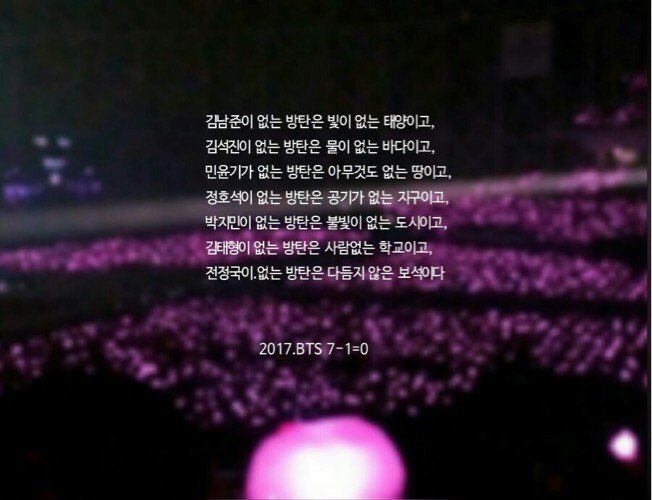 김남준이 없는 방탄은 빛이 없는 태양이고,
김석진이 없는 방탄은 물이 없는 바다이고,
민윤기가 없는 방탄은 아무것도 없는 땅이고,
정호석이 없는 방탄은 공기가 없는 지구이고,
박지민이 없는 방탄은 불빛이 없는 도시이고,
김태형이 없는 방탄은 사람없는 학교이고,
전정국이.없는 방탄은 다듬지 않은 보석이다
2017.BTS 7-1=0